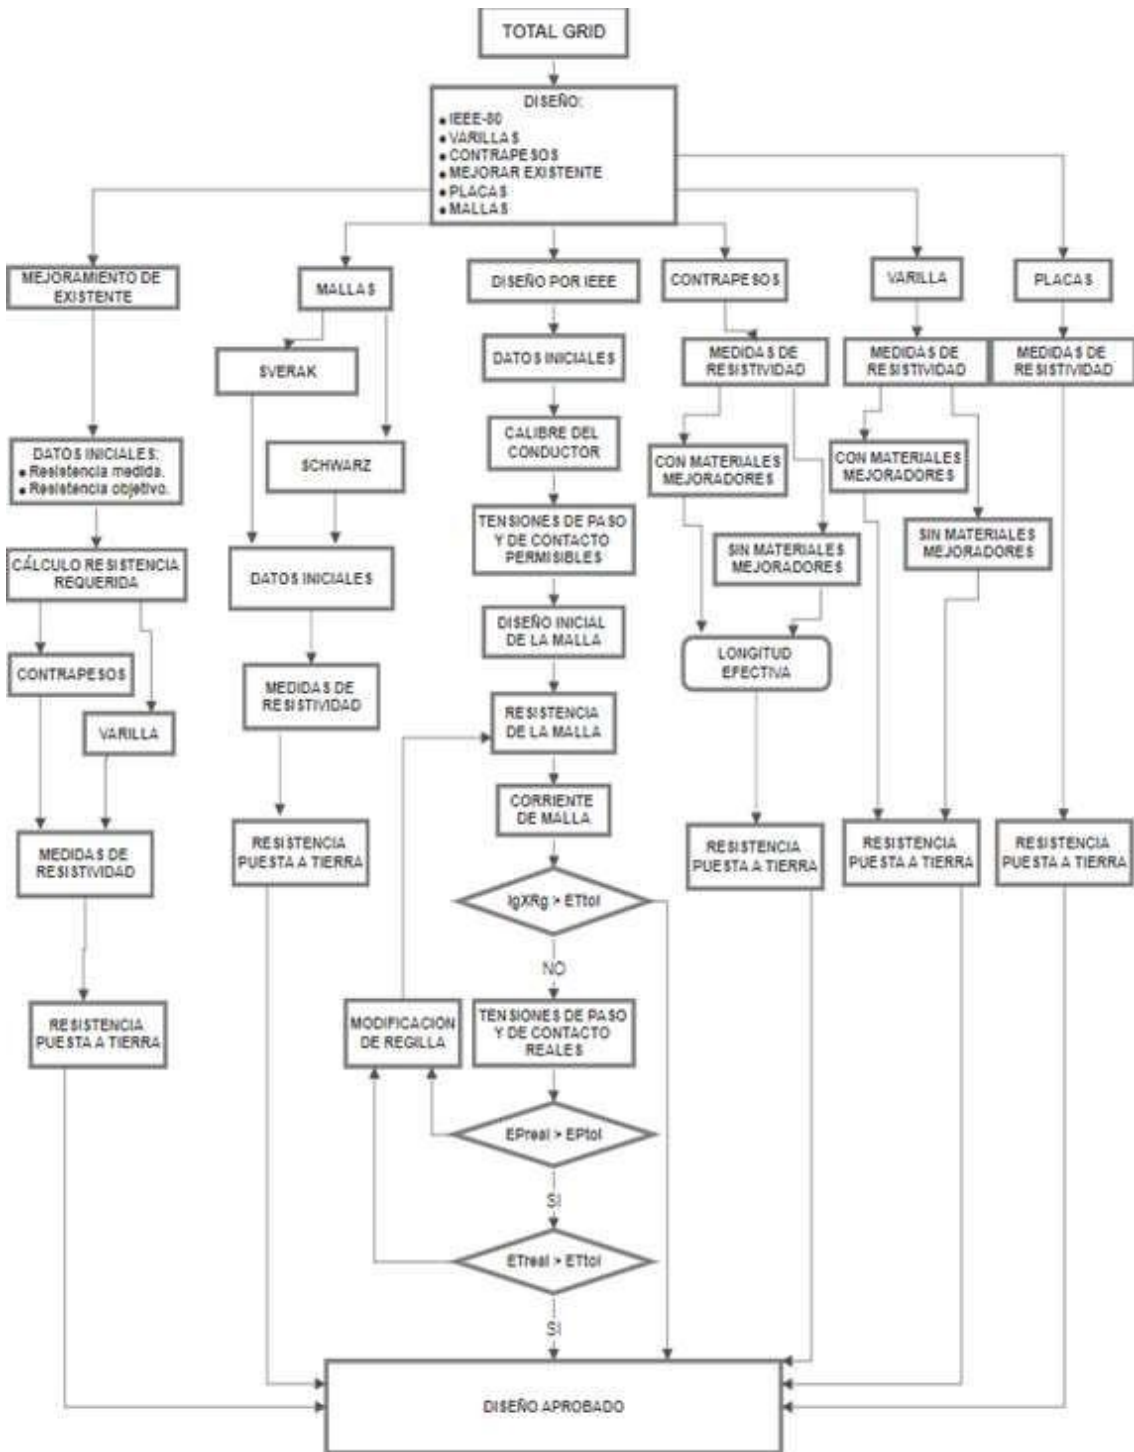 TOTAL GRID
DISEÑO:
• IEEE-80
• VARILLAS
• CONTRAPESOS
• MEJORAR EXISTENTE
• PLACAS
• MALLAS
MEJORAMIENTO DE
EXISTENTE
DATOS INICIALES:
• Resistencia medida.
• Resistencia objetivo.
CÁLCULO RESISTENCIA
REQUERIDA
CONTRAPESOS
VARILLA
MEDIDAS DE
RESISTIVIDAD
RESISTENCIA
PUESTA A TIERRA
MALLAS
SVERAK
SCHWARZ
DATOS INICIALES
MEDIDAS DE
RESISTIVIDAD
RESISTENCIA
PUESTA A TIERRA
DISEÑO POR IEEE
DATOS INICIALES
CALIBRE DEL
CONDUCTOR
TENSIONES DE PASO
Y DE CONTACTO
PERMISIBLES
DISEÑO INICIAL
DE LA MALLA
RESISTENCIA
DE LA MALLA
CORRIENTE
DE MALLA
IgXRg > ETtol
NO
TENSIONES DE PASO
Y DE CONTACTO
REALES
MODIFICACION
DE REGILLA
EPreal > EPtol
SI
ETreal > ETtol
SI
CONTRAPESOS
MEDIDAS DE
RESISTIVIDAD
CON MATERIALES
MEJORADORES
SIN MATERIALES
MEJORADORES
LONGITUD
EFECTIVA
RESISTENCIA
PUESTA A TIERRA
VARILLA
MEDIDAS DE
RESISTIVIDAD
CON MATERIALES
MEJORADORES
SIN MATERIALES
MEJORADORES
RESISTENCIA
PUESTA A TIERRA
PLACAS
MEDIDAS DE
RESISTIVIDAD
RESISTENCIA
PUESTA A TIERRA
DISEÑO APROBADO